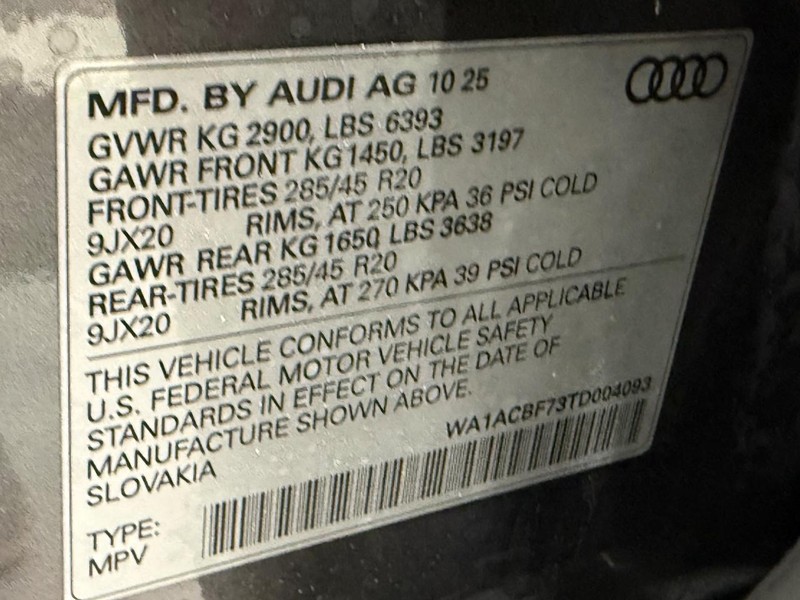 MFD. BY AUDI AG 10 25
GVWR KG 2900, LBS 6393
GAWR FRONT KG 1450, LBS 3197
FRONT-TIRES 285/45 R20
9JX20 RIMS, AT 250 KPA 36 PSI COLD
GAWR REAR KG 1650, LBS 3638
REAR-TIRES 285/45 R20
9JX20 RIMS, AT 270 KPA 39 PSI COLD
THIS VEHICLE CONFORMS TO ALL APPLICABLE
U.S. FEDERAL MOTOR VEHICLE SAFETY
STANDARDS IN EFFECT ON THE DATE OF
MANUFACTURE SHOWN ABOVE.
WA1ACBF73TD004093
SLOVAKIA
TYPE:
MPV